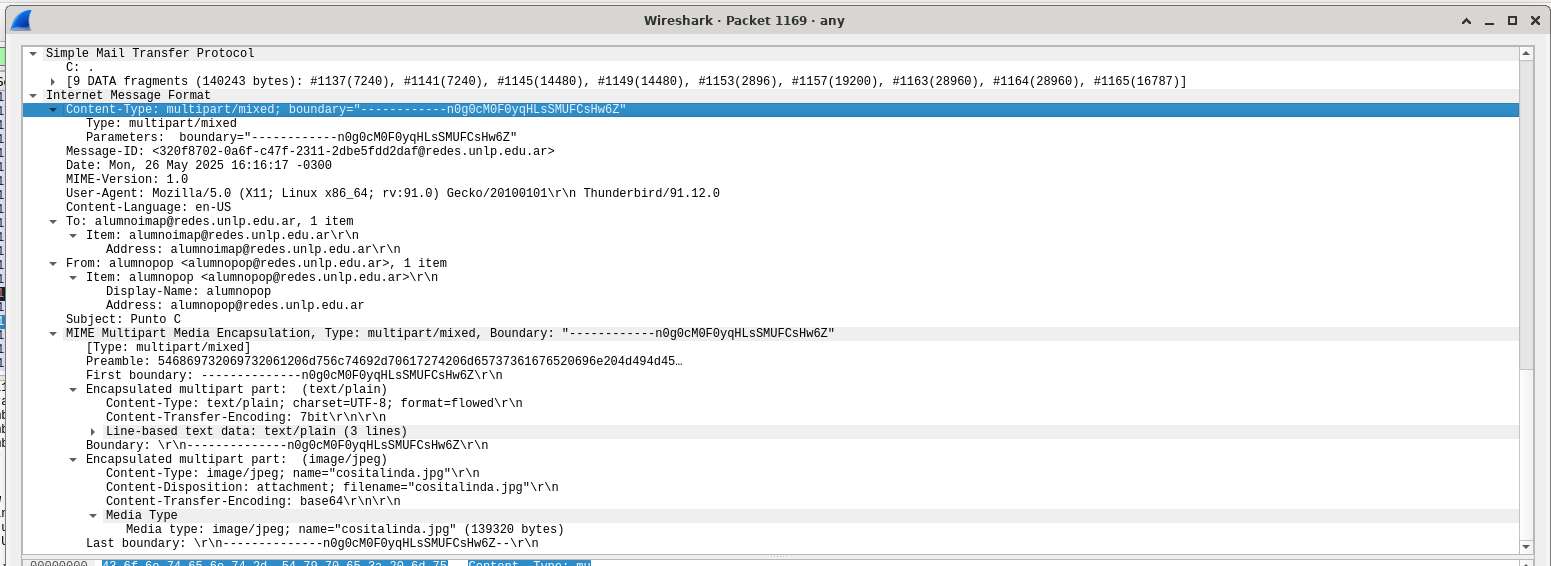 Wireshark · Packet 1169 · any
Simple Mail Transfer Protocol
C: .
[9 DATA fragments (140243 bytes): #1137(7240), #1141(7240), #1145(14480), #1149(14480), #1153(2896), #1157(19200), #1163(28960), #1164(28960), #1165(16787)]
Internet Message Format
Content-Type: multipart/mixed; boundary="------------n0g0cM0F0yqHLsSMUFCsHw6Z"
Type: multipart/mixed
Parameters:  boundary="------------n0g0cM0F0yqHLsSMUFCsHw6Z"
Message-ID: <320f8702-0a6f-c47f-2311-2dbe5fdd2daf@redes.unlp.edu.ar>
Date: Mon, 26 May 2025 16:16:17 -0300
MIME-Version: 1.0
User-Agent: Mozilla/5.0 (X11; Linux x86_64; rv:91.0) Gecko/20100101\r\n Thunderbird/91.12.0
Content-Language: en-US
To: alumnoimap@redes.unlp.edu.ar, 1 item
Item: alumnoimap@redes.unlp.edu.ar\r\n
Address: alumnoimap@redes.unlp.edu.ar\r\n
From: alumnopop <alumnopop@redes.unlp.edu.ar>, 1 item
Item: alumnopop <alumnopop@redes.unlp.edu.ar>\r\n
Display-Name: alumnopop
Address: alumnopop@redes.unlp.edu.ar
Subject: Punto C
MIME Multipart Media Encapsulation, Type: multipart/mixed, Boundary: "------------n0g0cM0F0yqHLsSMUFCsHw6Z"
[Type: multipart/mixed]
Preamble: 546869732069732061206d756c74692d70617274206d65737361676520696e204d494d45…
First boundary: --------------n0g0cM0F0yqHLsSMUFCsHw6Z\r\n
Encapsulated multipart part:  (text/plain)
Content-Type: text/plain; charset=UTF-8; format=flowed\r\n
Content-Transfer-Encoding: 7bit\r\n\r\n
Line-based text data: text/plain (3 lines)
Boundary: \r\n--------------n0g0cM0F0yqHLsSMUFCsHw6Z\r\n
Encapsulated multipart part:  (image/jpeg)
Content-Type: image/jpeg; name="cositalinda.jpg"\r\n
Content-Disposition: attachment; filename="cositalinda.jpg"\r\n
Content-Transfer-Encoding: base64\r\n\r\n
Media Type
Media type: image/jpeg; name="cositalinda.jpg" (139320 bytes)
Last boundary: \r\n--------------n0g0cM0F0yqHLsSMUFCsHw6Z--\r\n
00000000  43 6f 6e 74 65 6e 74 2d  54 79 70 65 3a 20 6d 75  Content- Type: mu